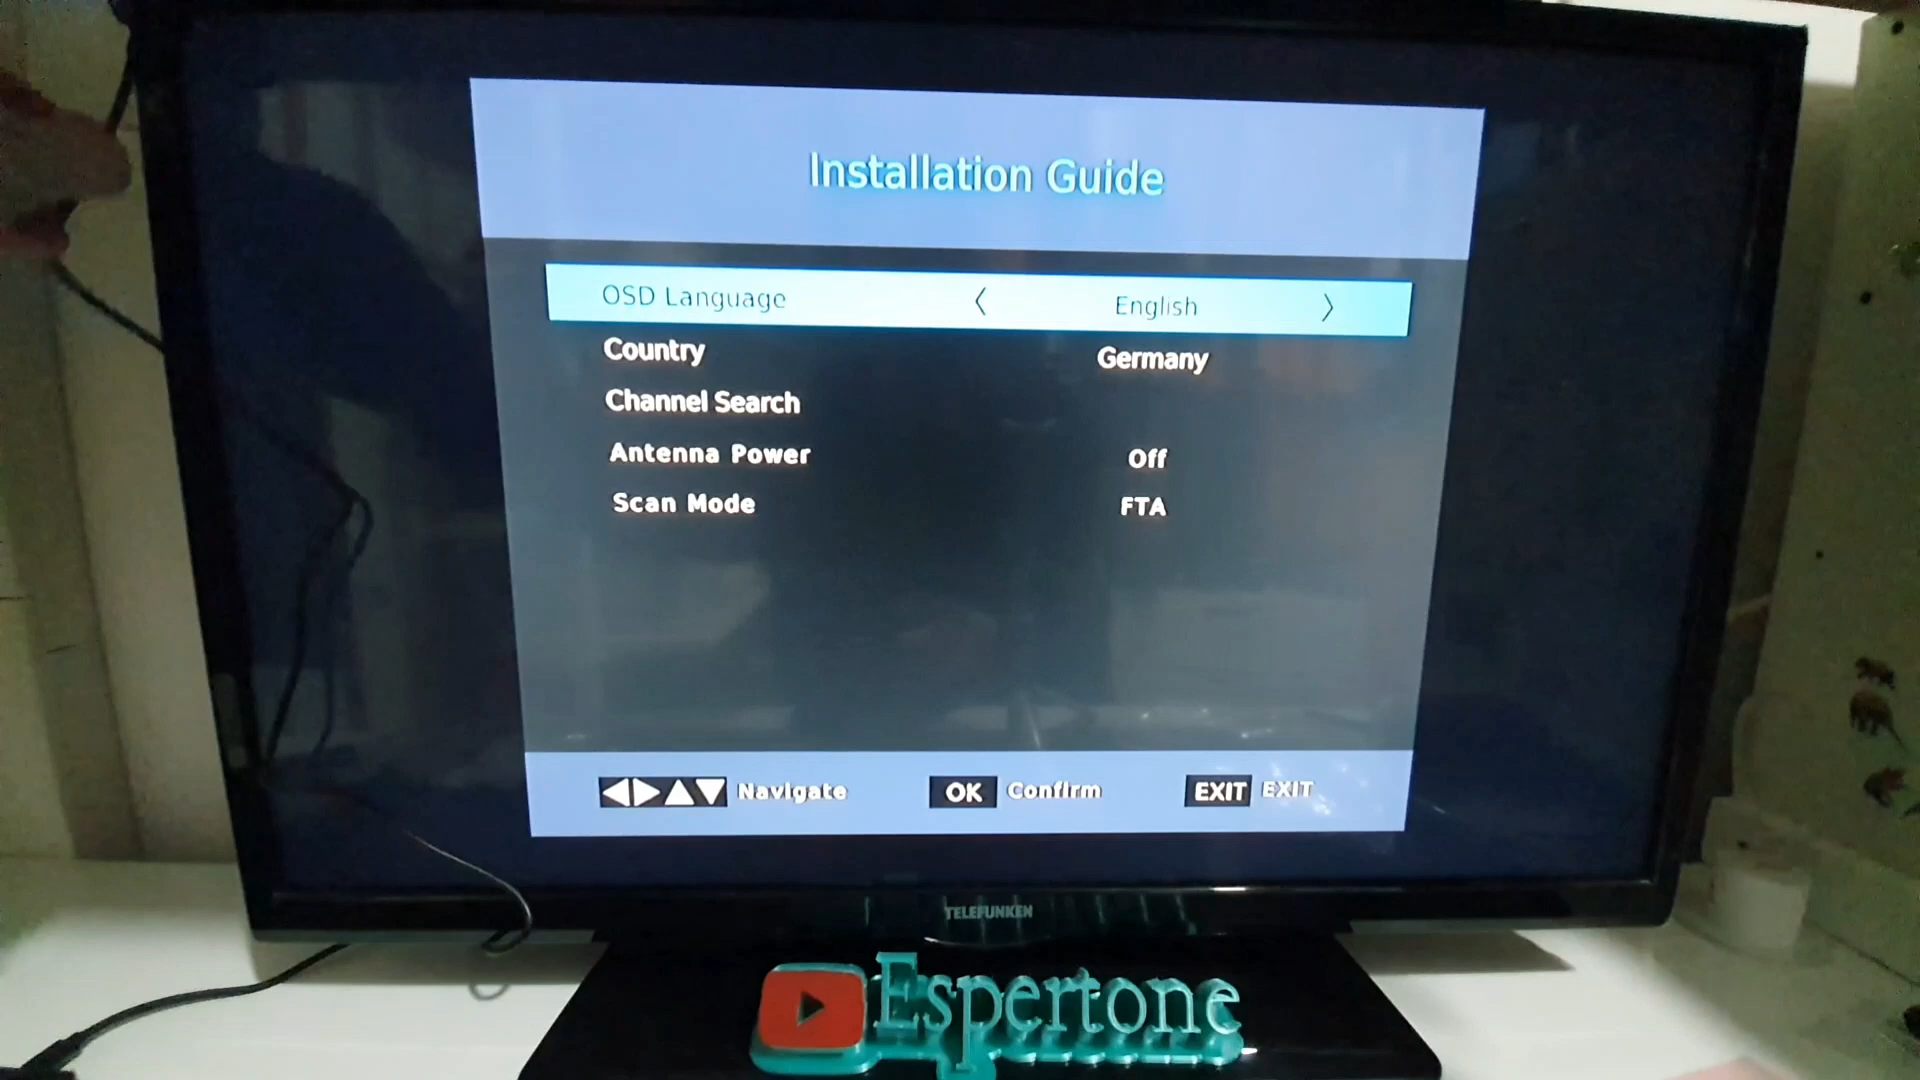 Installation Guide
OSD Language English
Country Germany
Channel Search
Antenna Power Off
Scan Mode FTA
Navigate OK Confirm EXIT EXIT
TELEFUNKEN
Espertone